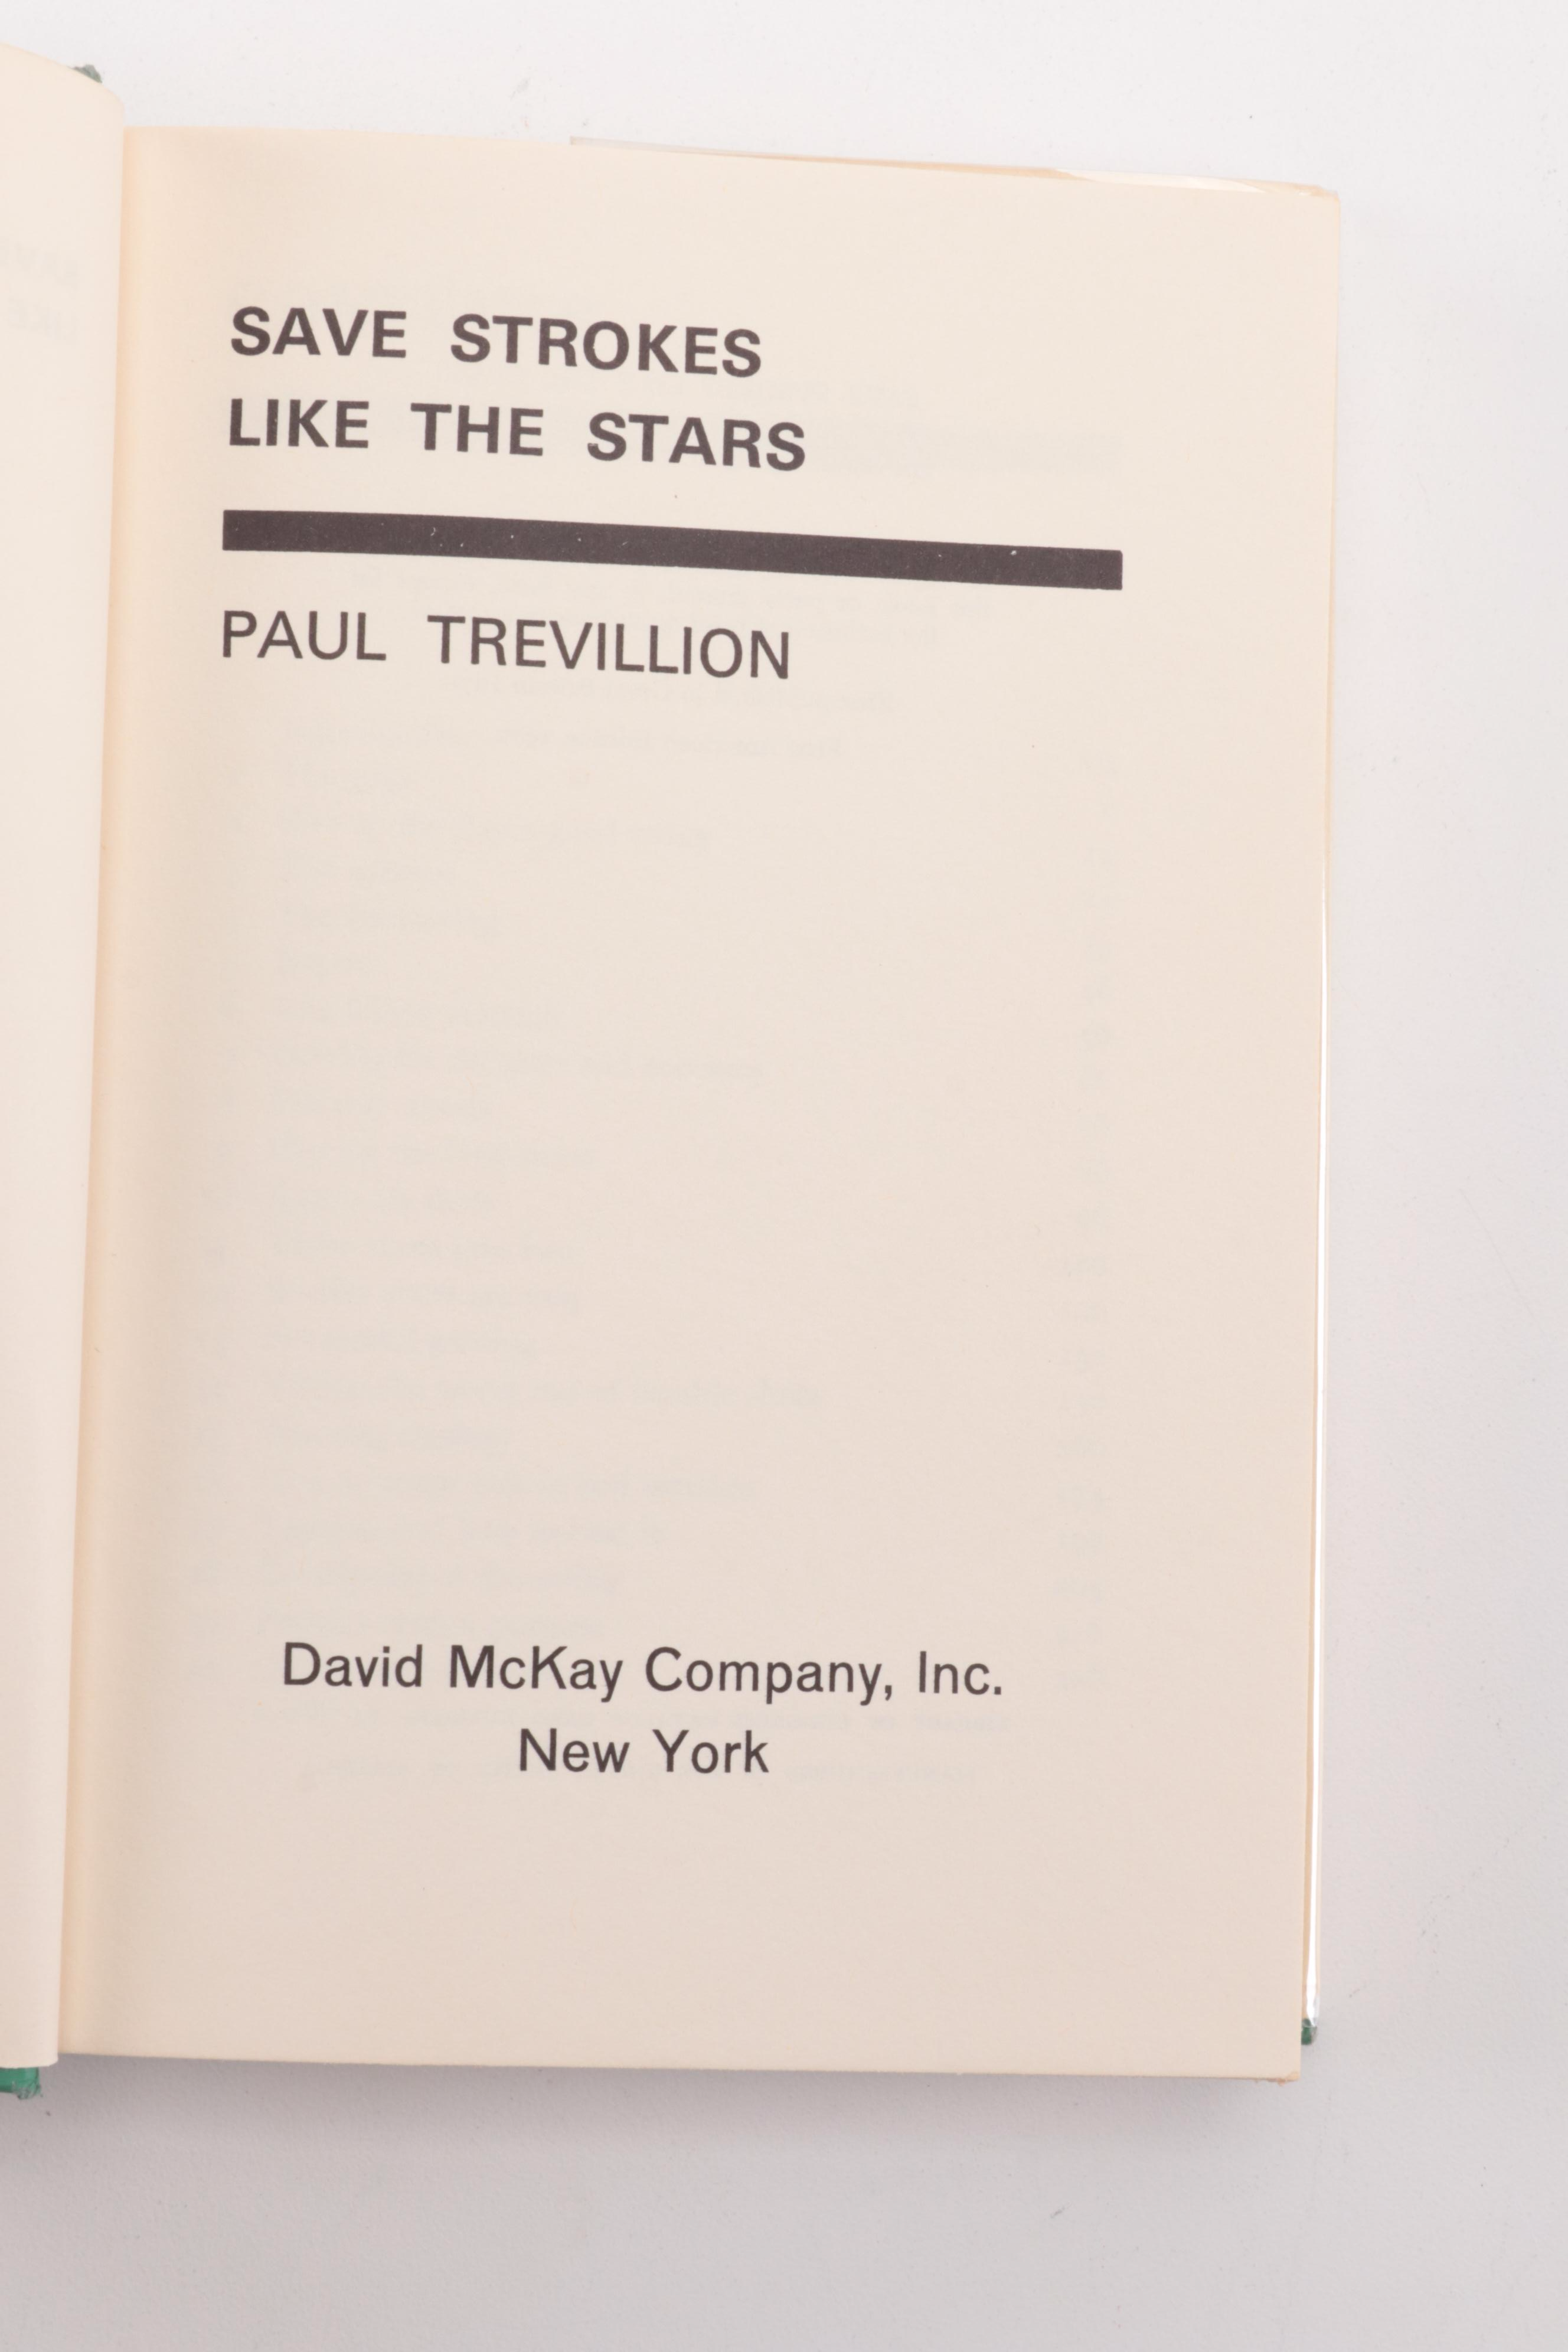 SAVE STROKES
LIKE THE STARS
PAUL TREVILLION
David McKay Company, Inc.
New York